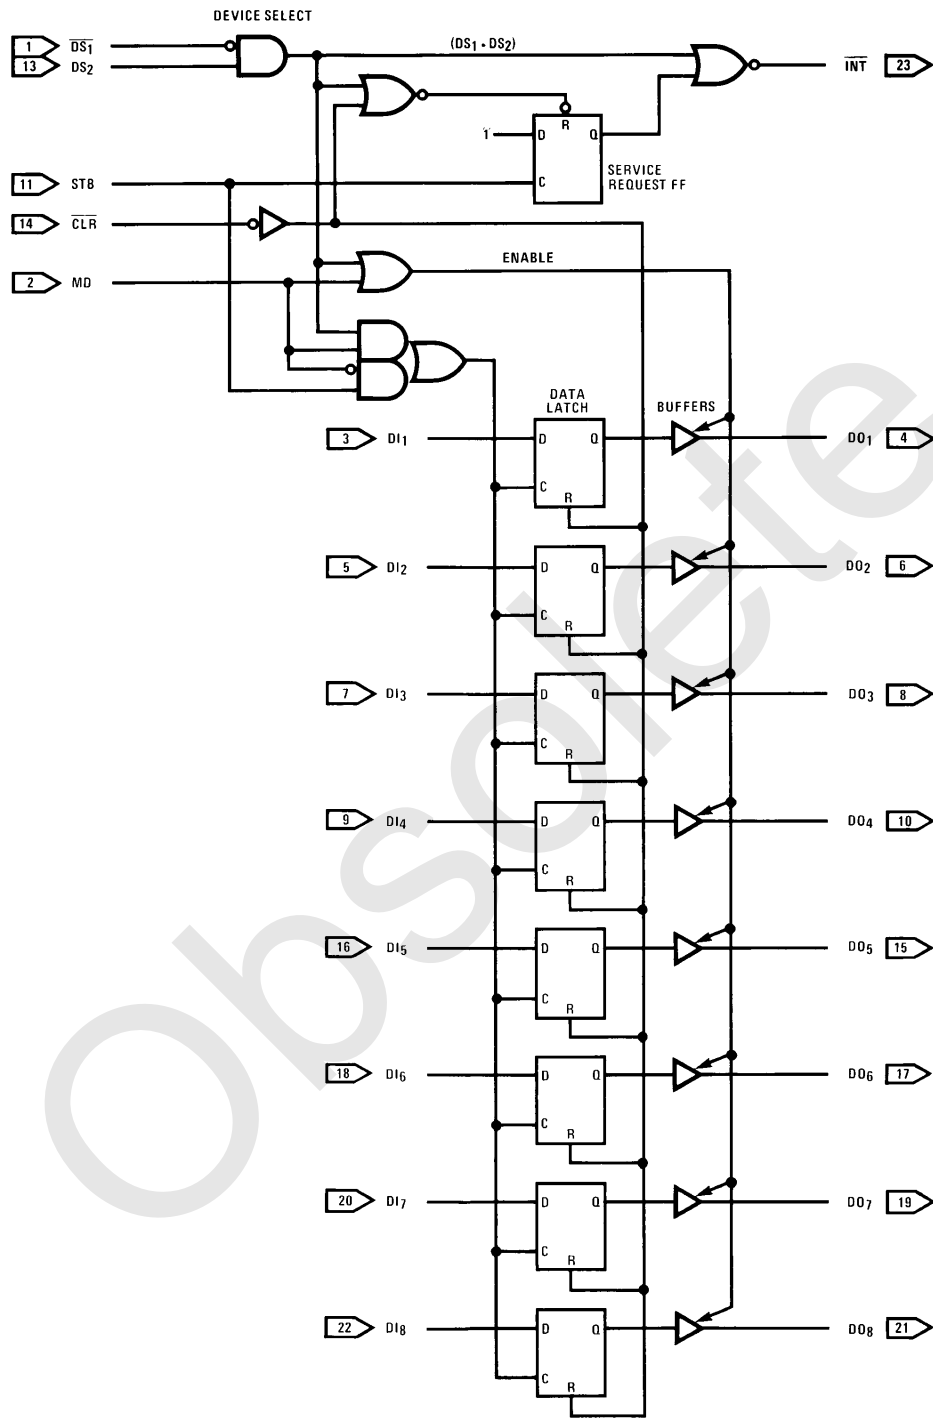 DEVICE SELECT
1 DS1 (DS1 • DS2) INT 23
13 DS2
R
1 D Q
11 STB C SERVICE REQUEST FF
14 CLR
ENABLE
2 MD
DATA LATCH BUFFERS
3 DI1 D Q DO1 4
C
R
5 DI2 D Q DO2 6
C
R
7 DI3 D Q DO3 8
C
R
9 DI4 D Q DO4 10
C
R
16 DI5 D Q DO5 15
C
R
18 DI6 D Q DO6 17
C
R
20 DI7 D Q DO7 19
C
R
22 DI8 D Q DO8 21
C
R
Obsolete